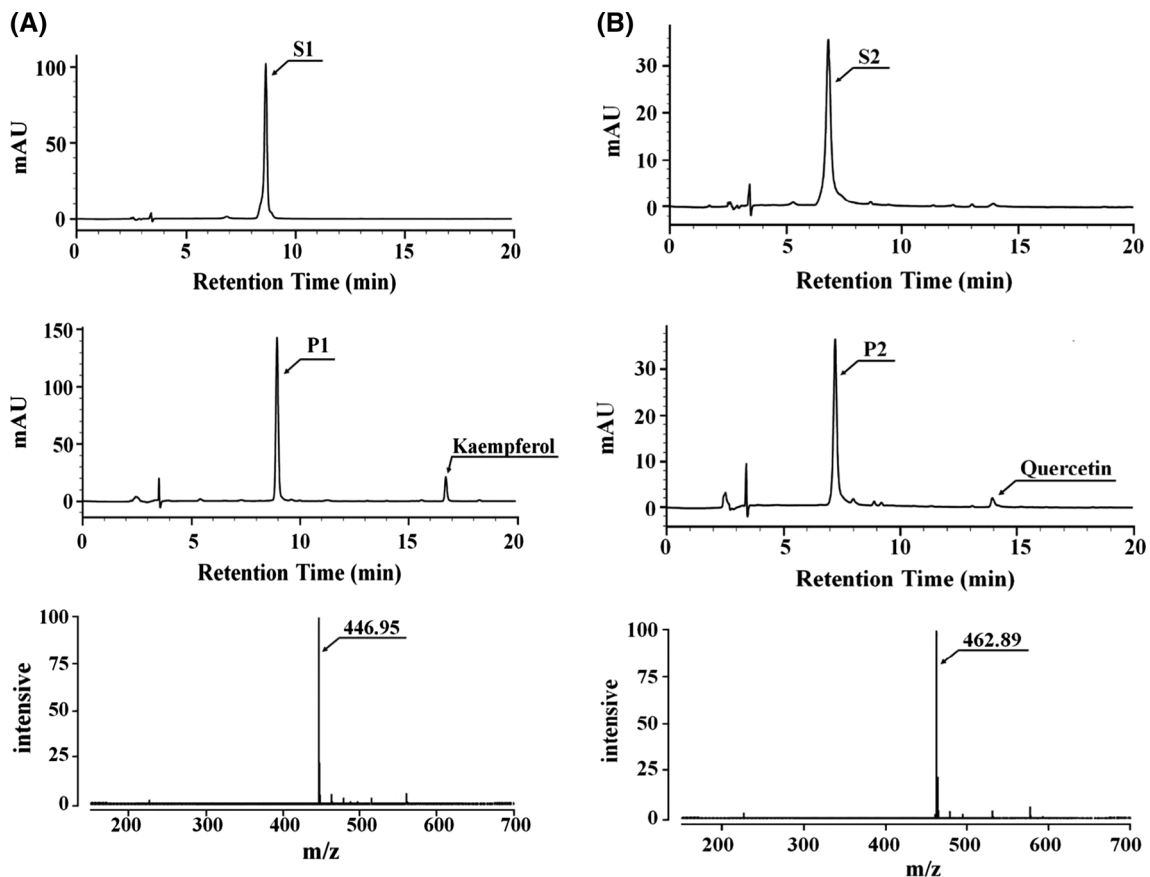 (A)
S1
100
50
0
mAU
0 5 10 15 20
Retention Time (min)
P1
Kaempferol
150
100
50
0
mAU
0 5 10 15 20
Retention Time (min)
446.95
100
75
50
25
0
intensive
200 300 400 500 600 700
m/z
(B)
S2
30
20
10
0
mAU
0 5 10 15 20
Retention Time (min)
P2
Quercetin
30
20
10
0
mAU
0 5 10 15 20
Retention Time (min)
462.89
100
75
50
25
0
intensive
200 300 400 500 600 700
m/z